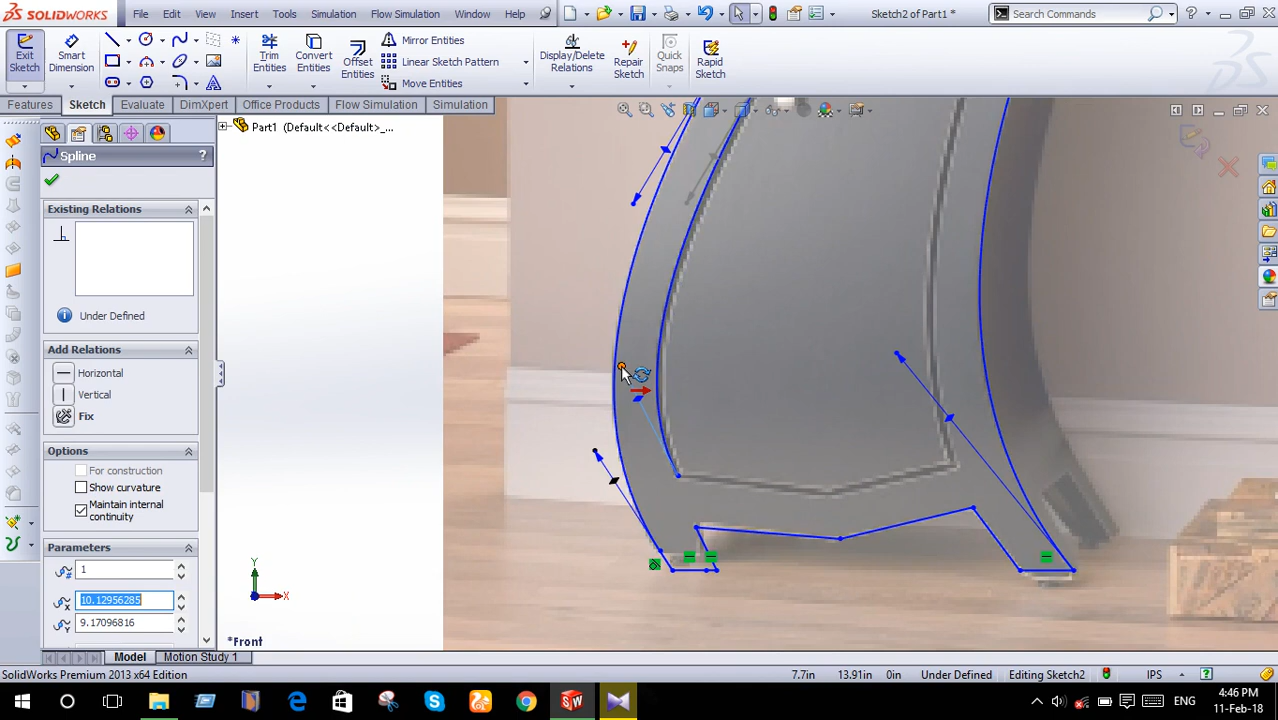 SOLIDWORKS File Edit View Insert Tools Simulation Flow Simulation Window Help Sketch2 of Part1 * Search Commands ?
Exit Sketch Smart Dimension Trim Entities Convert Entities Offset Entities Mirror Entities Linear Sketch Pattern Move Entities Display/Delete Relations Repair Sketch Quick Snaps Rapid Sketch
Features Sketch Evaluate DimXpert Office Products Flow Simulation Simulation
Part1 (Default<<Default>_...
Spline ?
Existing Relations
Under Defined
Add Relations
Horizontal
Vertical
Fix
Options
For construction
Show curvature
Maintain internal
continuity
Parameters
1
10.12956285
9.17096816
Y
X
*Front
Model Motion Study 1
SolidWorks Premium 2013 x64 Edition 7.7in 13.91in 0in Under Defined Editing Sketch2 IPS ?
ENG 4:46 PM
11-Feb-18